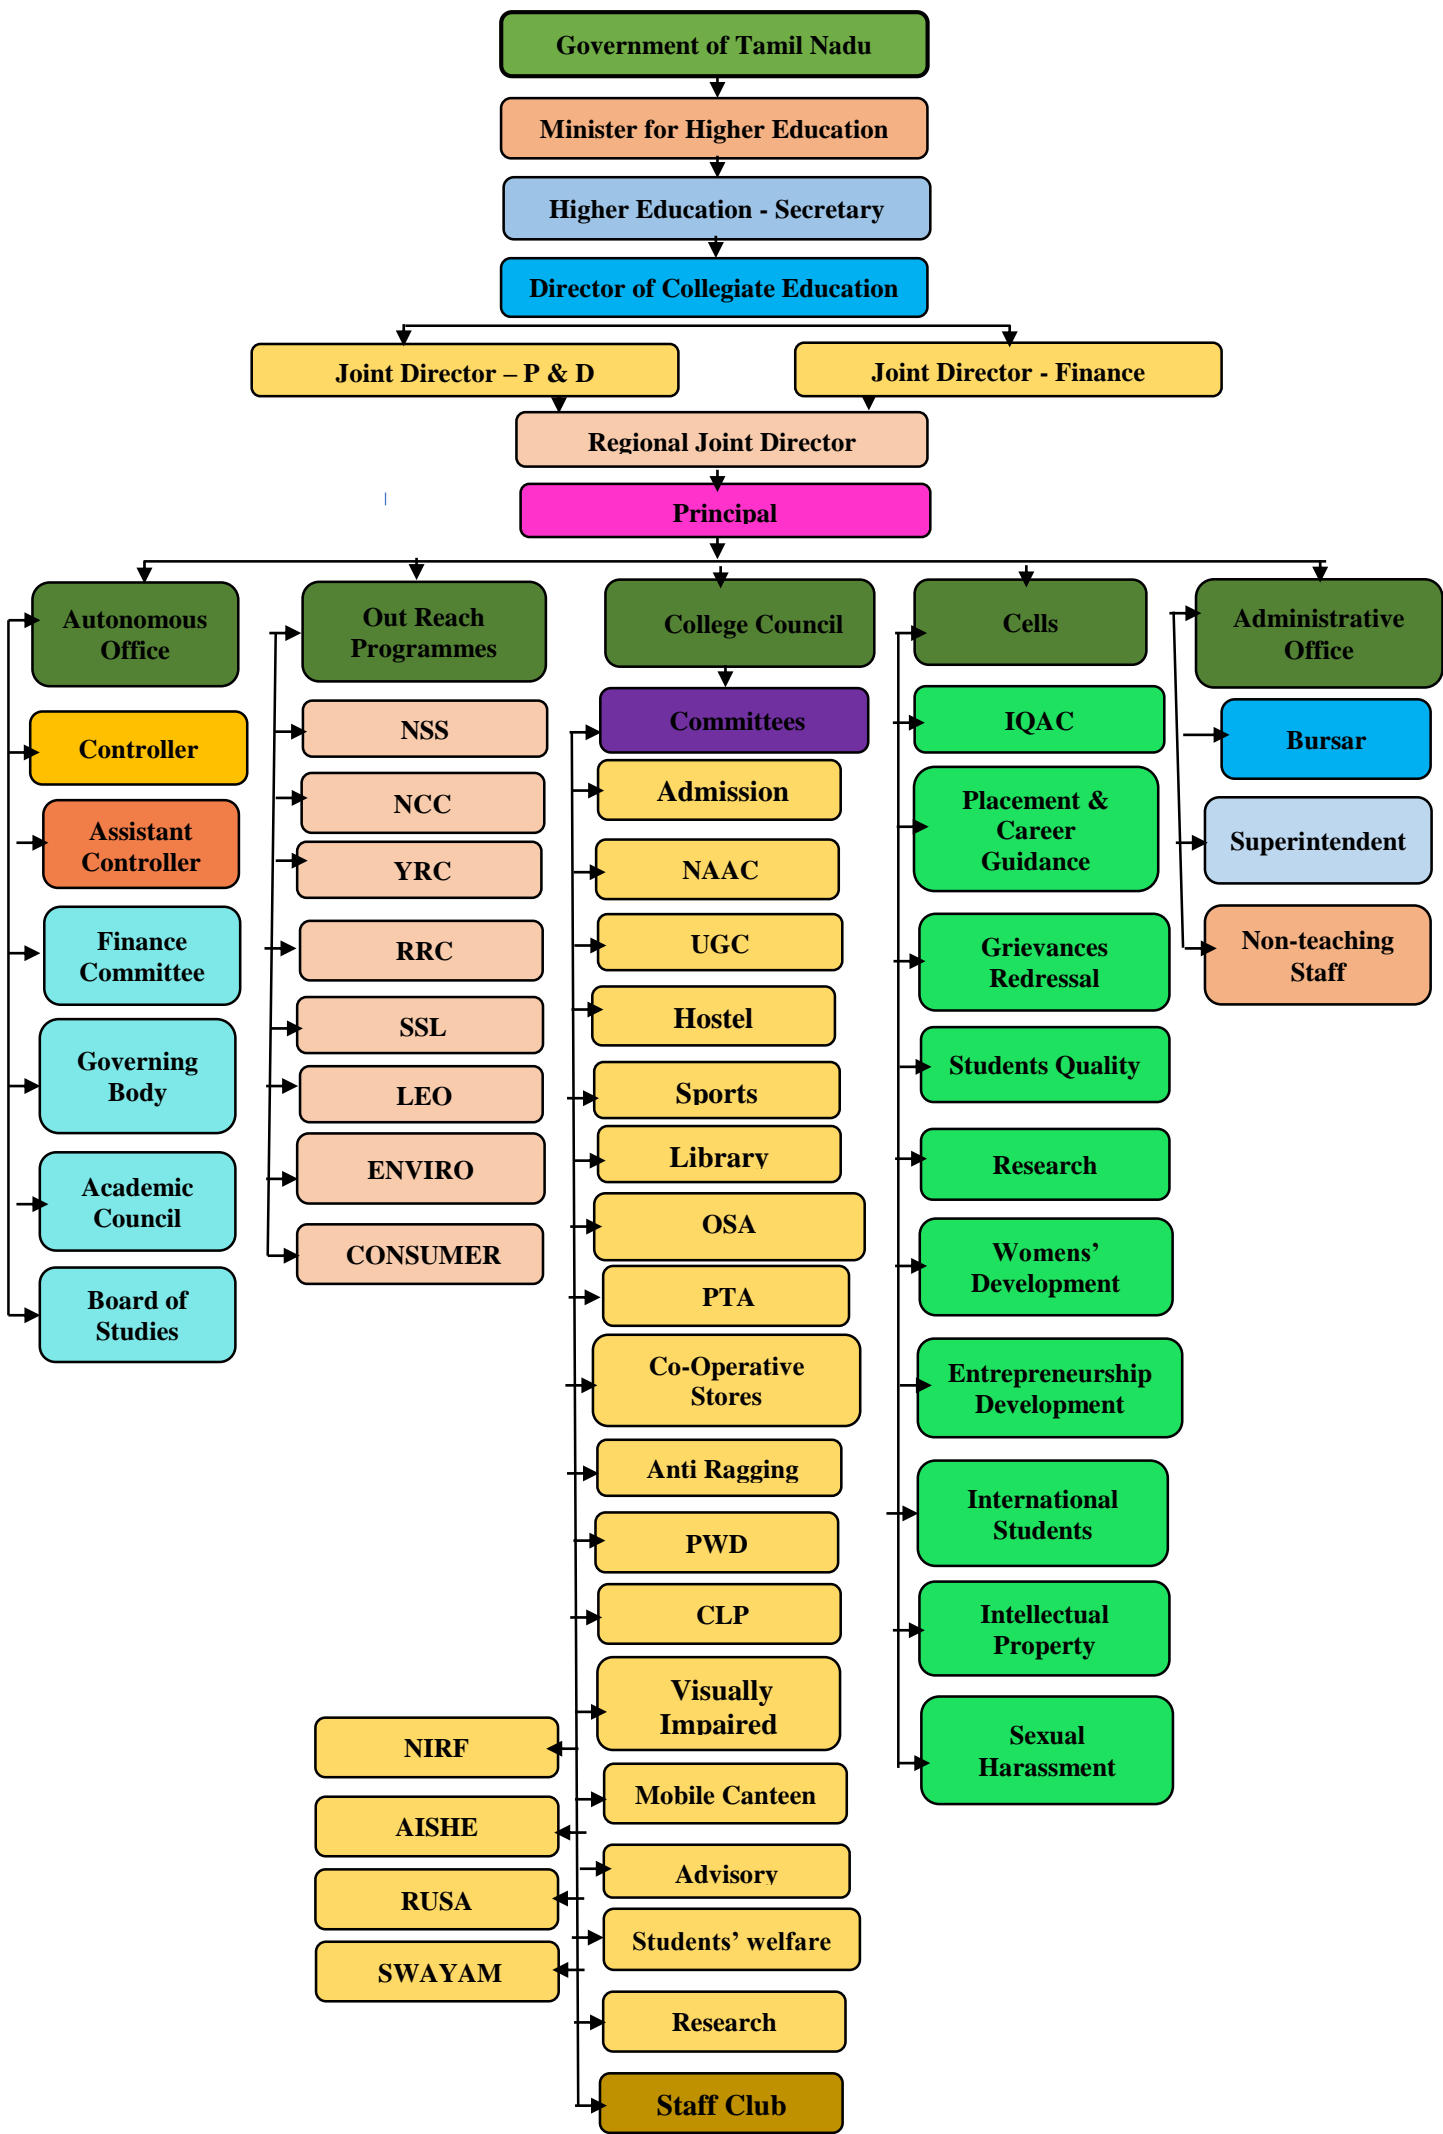 Government of Tamil Nadu
Minister for Higher Education
Higher Education - Secretary
Director of Collegiate Education
Joint Director – P & D
Joint Director - Finance
Regional Joint Director
Principal
Autonomous
Office
Controller
Assistant
Controller
Finance
Committee
Governing
Body
Academic
Council
Board of
Studies
Out Reach
Programmes
NSS
NCC
YRC
RRC
SSL
LEO
ENVIRO
CONSUMER
College Council
Committees
Admission
NAAC
UGC
Hostel
Sports
Library
OSA
PTA
Co-Operative
Stores
Anti Ragging
PWD
CLP
Visually
Impaired
Mobile Canteen
Advisory
Students’ welfare
Research
Staff Club
NIRF
AISHE
RUSA
SWAYAM
Cells
IQAC
Placement &
Career
Guidance
Grievances
Redressal
Students Quality
Research
Womens’
Development
Entrepreneurship
Development
International
Students
Intellectual
Property
Sexual
Harassment
Administrative
Office
Bursar
Superintendent
Non-teaching
Staff